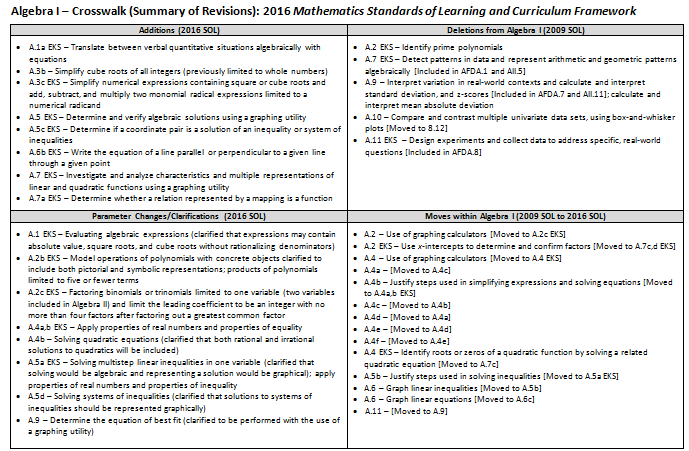 Algebra I – Crosswalk (Summary of Revisions): 2016 Mathematics Standards of Learning and Curriculum Framework
Additions (2016 SOL)
• A.1a EKS – Translate between verbal quantitative situations algebraically with
equations
• A.3b – Simplify cube roots of all integers (previously limited to whole numbers)
• A.3c EKS – Simplify numerical expressions containing square or cube roots and
add, subtract, and multiply two monomial radical expressions limited to a
numerical radicand
• A.5 EKS – Determine and verify algebraic solutions using a graphing utility
• A.5c EKS – Determine if a coordinate pair is a solution of an inequality or system of
inequalities
• A.6b EKS – Write the equation of a line parallel or perpendicular to a given line
through a given point
• A.7 EKS – Investigate and analyze characteristics and multiple representations of
linear and quadratic functions using a graphing utility
• A.7a EKS – Determine whether a relation represented by a mapping is a function
Deletions from Algebra I (2009 SOL)
• A.2 EKS – Identify prime polynomials
• A.7 EKS – Detect patterns in data and represent arithmetic and geometric patterns
algebraically [Included in AFDA.1 and AII.5]
• A.9 – Interpret variation in real-world contexts and calculate and interpret
standard deviation, and z-scores [Included in AFDA.7 and AII.11]; calculate and
interpret mean absolute deviation
• A.10 – Compare and contrast multiple univariate data sets, using box-and-whisker
plots [Moved to 8.12]
• A.11 EKS – Design experiments and collect data to address specific, real-world
questions [Included in AFDA.8]
Parameter Changes/Clarifications (2016 SOL)
• A.1 EKS – Evaluating algebraic expressions (clarified that expressions may contain
absolute value, square roots, and cube roots without rationalizing denominators)
• A.2b EKS – Model operations of polynomials with concrete objects clarified to
include both pictorial and symbolic representations; products of polynomials
limited to five or fewer terms
• A.2c EKS – Factoring binomials or trinomials limited to one variable (two variables
included in Algebra II) and limit the leading coefficient to be an integer with no
more than four factors after factoring out a greatest common factor
• A.4a,b EKS – Apply properties of real numbers and properties of equality
• A.4b – Solving quadratic equations (clarified that both rational and irrational
solutions to quadratics will be included)
• A.5a EKS – Solving multistep linear inequalities in one variable (clarified that
solving would be algebraic and representing a solution would be graphical); apply
properties of real numbers and properties of inequality
• A.5d – Solving systems of inequalities (clarified that solutions to systems of
inequalities should be represented graphically)
• A.9 – Determine the equation of best fit (clarified to be performed with the use of
a graphing utility)
Moves within Algebra I (2009 SOL to 2016 SOL)
• A.2 – Use of graphing calculators [Moved to A.2c EKS]
• A.2 EKS – Use x-intercepts to determine and confirm factors [Moved to A.7c,d EKS]
• A.4 – Use of graphing calculators [Moved to A.4 EKS]
• A.4a – [Moved to A.4c]
• A.4b – Justify steps used in simplifying expressions and solving equations [Moved
to A.4a,b EKS]
• A.4c – [Moved to A.4b]
• A.4d – [Moved to A.4a]
• A.4e – [Moved to A.4d]
• A.4f – [Moved to A.4e]
• A.4 EKS – Identify roots or zeros of a quadratic function by solving a related
quadratic equation [Moved to A.7c]
• A.5b – Justify steps used in solving inequalities [Moved to A.5a EKS]
• A.6 – Graph linear inequalities [Moved to A.5b]
• A.6 – Graph linear equations [Moved to A.6c]
• A.11 – [Moved to A.9]